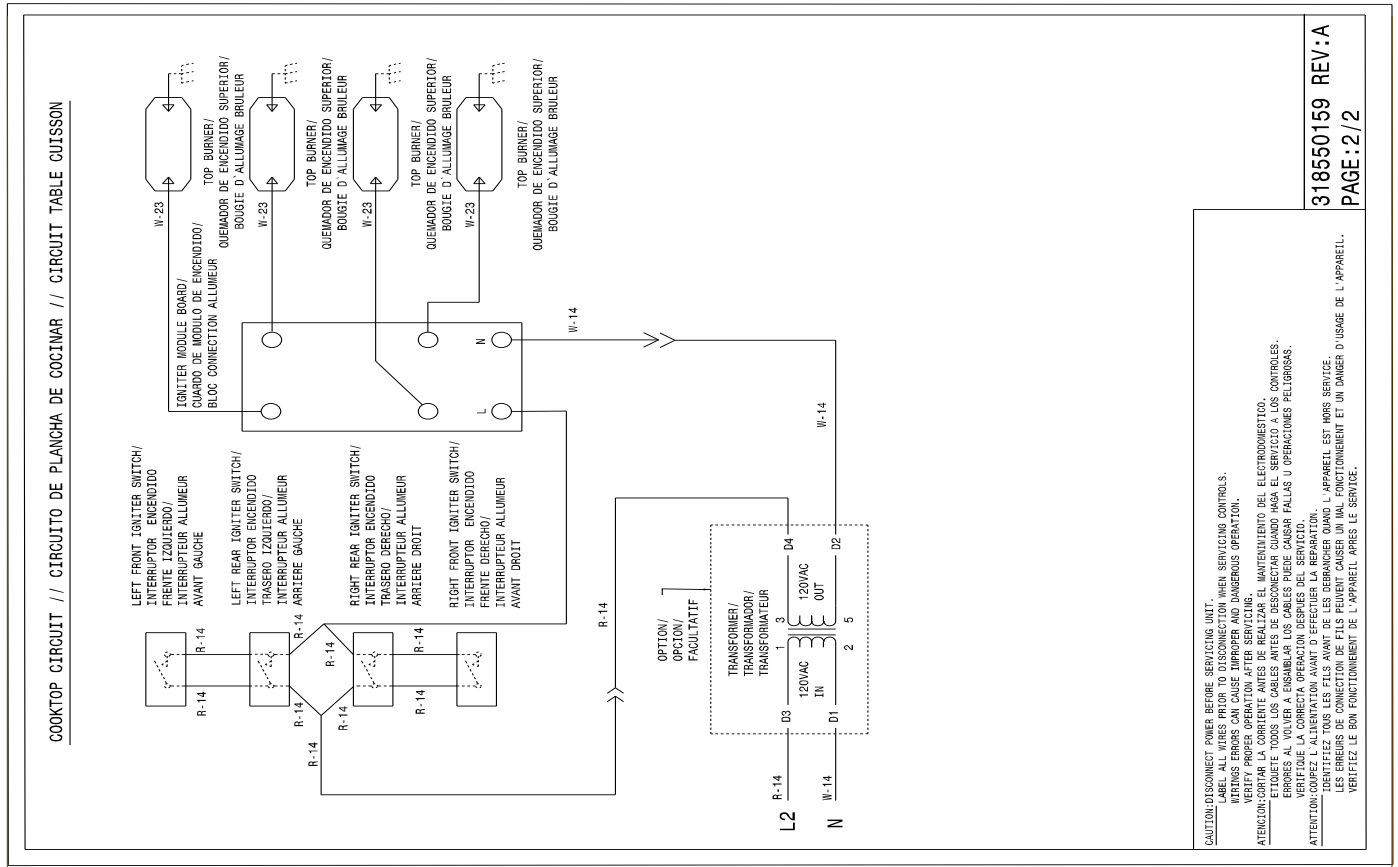 COOKTOP CIRCUIT // CIRCUITO DE PLANCHA DE COCINAR // CIRCUIT TABLE CUISSON
LEFT FRONT IGNITER SWITCH/
INTERRUPTOR ENCENDIDO
FRENTE IZQUIERDO/
INTERRUPTEUR ALLUMEUR
AVANT GAUCHE
LEFT REAR IGNITER SWITCH/
INTERRUPTOR ENCENDIDO
TRASERO IZQUIERDO/
INTERRUPTEUR ALLUMEUR
ARRIERE GAUCHE
RIGHT REAR IGNITER SWITCH/
INTERRUPTOR ENCENDIDO
TRASERO DERECHO/
INTERRUPTEUR ALLUMEUR
ARRIERE DROIT
RIGHT FRONT IGNITER SWITCH/
INTERRUPTOR ENCENDIDO
FRENTE DERECHO/
INTERRUPTEUR ALLUMEUR
AVANT DROIT
R-14
R-14
R-14
R-14
R-14
R-14
R-14
R-14
R-14
IGNITER MODULE BOARD/
CUARDO DE MODULO DE ENCENDIDO/
BLOC CONNECTION ALLUMEUR
L
N
W-23
TOP BURNER/
QUEMADOR DE ENCENDIDO SUPERIOR/
BOUGIE D`ALLUMAGE BRULEUR
W-23
TOP BURNER/
QUEMADOR DE ENCENDIDO SUPERIOR/
BOUGIE D`ALLUMAGE BRULEUR
W-23
TOP BURNER/
QUEMADOR DE ENCENDIDO SUPERIOR/
BOUGIE D`ALLUMAGE BRULEUR
W-23
TOP BURNER/
QUEMADOR DE ENCENDIDO SUPERIOR/
BOUGIE D`ALLUMAGE BRULEUR
W-14
R-14
W-14
OPTION/
OPCION/
FACULTATIF
TRANSFORMER/
TRANSFORMADOR/
TRANSFORMATEUR
L2
R-14
D3
1
3
D4
120VAC
IN
120VAC
OUT
N
W-14
D1
2
5
D2
CAUTION:DISCONNECT POWER BEFORE SERVICING UNIT.
LABEL ALL WIRES PRIOR TO DISCONNECTION WHEN SERVICING CONTROLS.
WIRINGS ERRORS CAN CAUSE IMPROPER AND DANGEROUS OPERATION.
VERIFY PROPER OPERATION AFTER SERVICING.
ATENCION:CORTAR LA CORRIENTE ANTES DE REALIZAR EL MANTENIMIENTO DEL ELECTRODOMESTICO.
ETIQUETE TODOS LOS CABLES ANTES DE DESCONECTAR CUANDO HAGA EL SERVICIO A LOS CONTROLES.
ERRORES AL VOLVER A ENSAMBLAR LOS CABLES PUEDE CAUSAR FALLAS U OPERACIONES PELIGROSAS.
VERIFIQUE LA CORRECTA OPERACION DESPUES DEL SERVICIO.
ATTENTION:COUPEZ L`ALIMENTATION AVANT D`EFFECTUER LA REPARATION.
IDENTIFIEZ TOUS LES FILS AVANT DE LES DEBRANCHER QUAND L`APPAREIL EST HORS SERVICE.
LES ERREURS DE CONNECTION DE FILS PEUVENT CAUSER UN MAL FONCTIONNEMENT ET UN DANGER D`USAGE DE L`APPAREIL.
VERIFIEZ LE BON FONCTIONNEMENT DE L`APPAREIL APRES LE SERVICE.
318550159 REV:A
PAGE:2/2